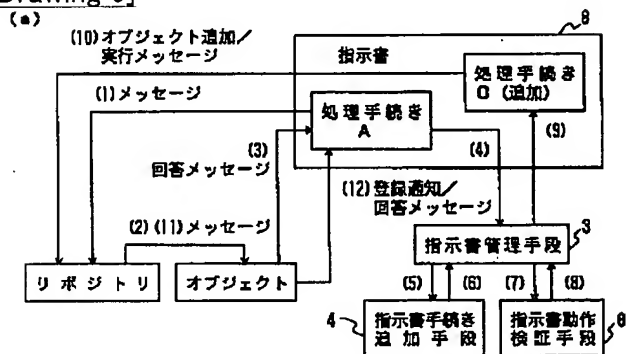 Drawing 6]
(a)
8
(10)オブジェクト追加/
実行メッセージ
指示書
処理手続き
C (追加)
(1)メッセージ
処理手続き
A
(3)
回答メッセージ
(4)
(9)
(12)登録通知/
回答メッセージ
(2)(11)メッセージ
3
指示書管理手段
リポジトリ
オブジェクト
(5)
(6)
(7)
(8)
4
指示書手続き
追加手段
指示書動作
検証手段
6